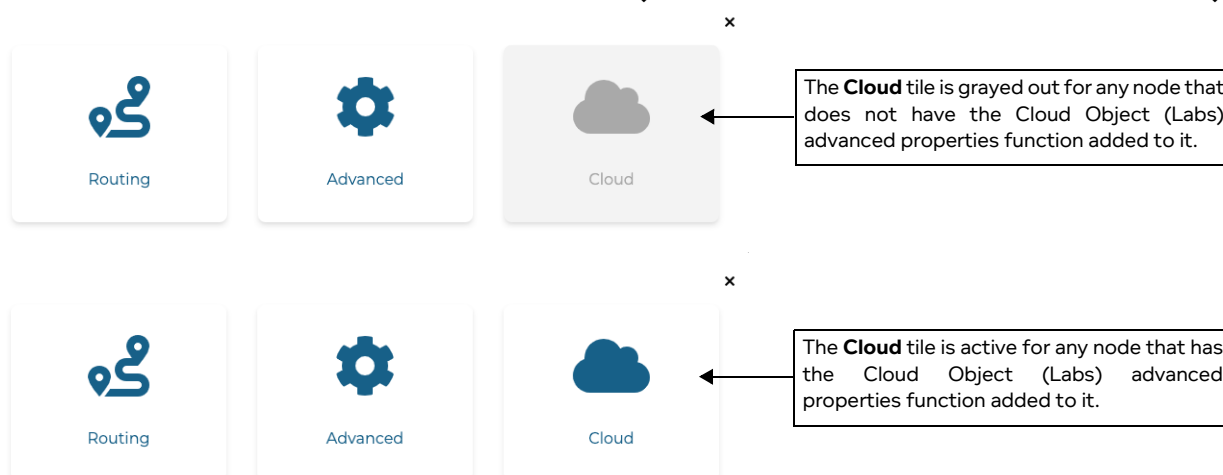 ×
Routing
Advanced
Cloud
The Cloud tile is grayed out for any node that
does not have the Cloud Object (Labs)
advanced properties function added to it.
×
Routing
Advanced
Cloud
The Cloud tile is active for any node that has
the Cloud Object (Labs) advanced
properties function added to it.